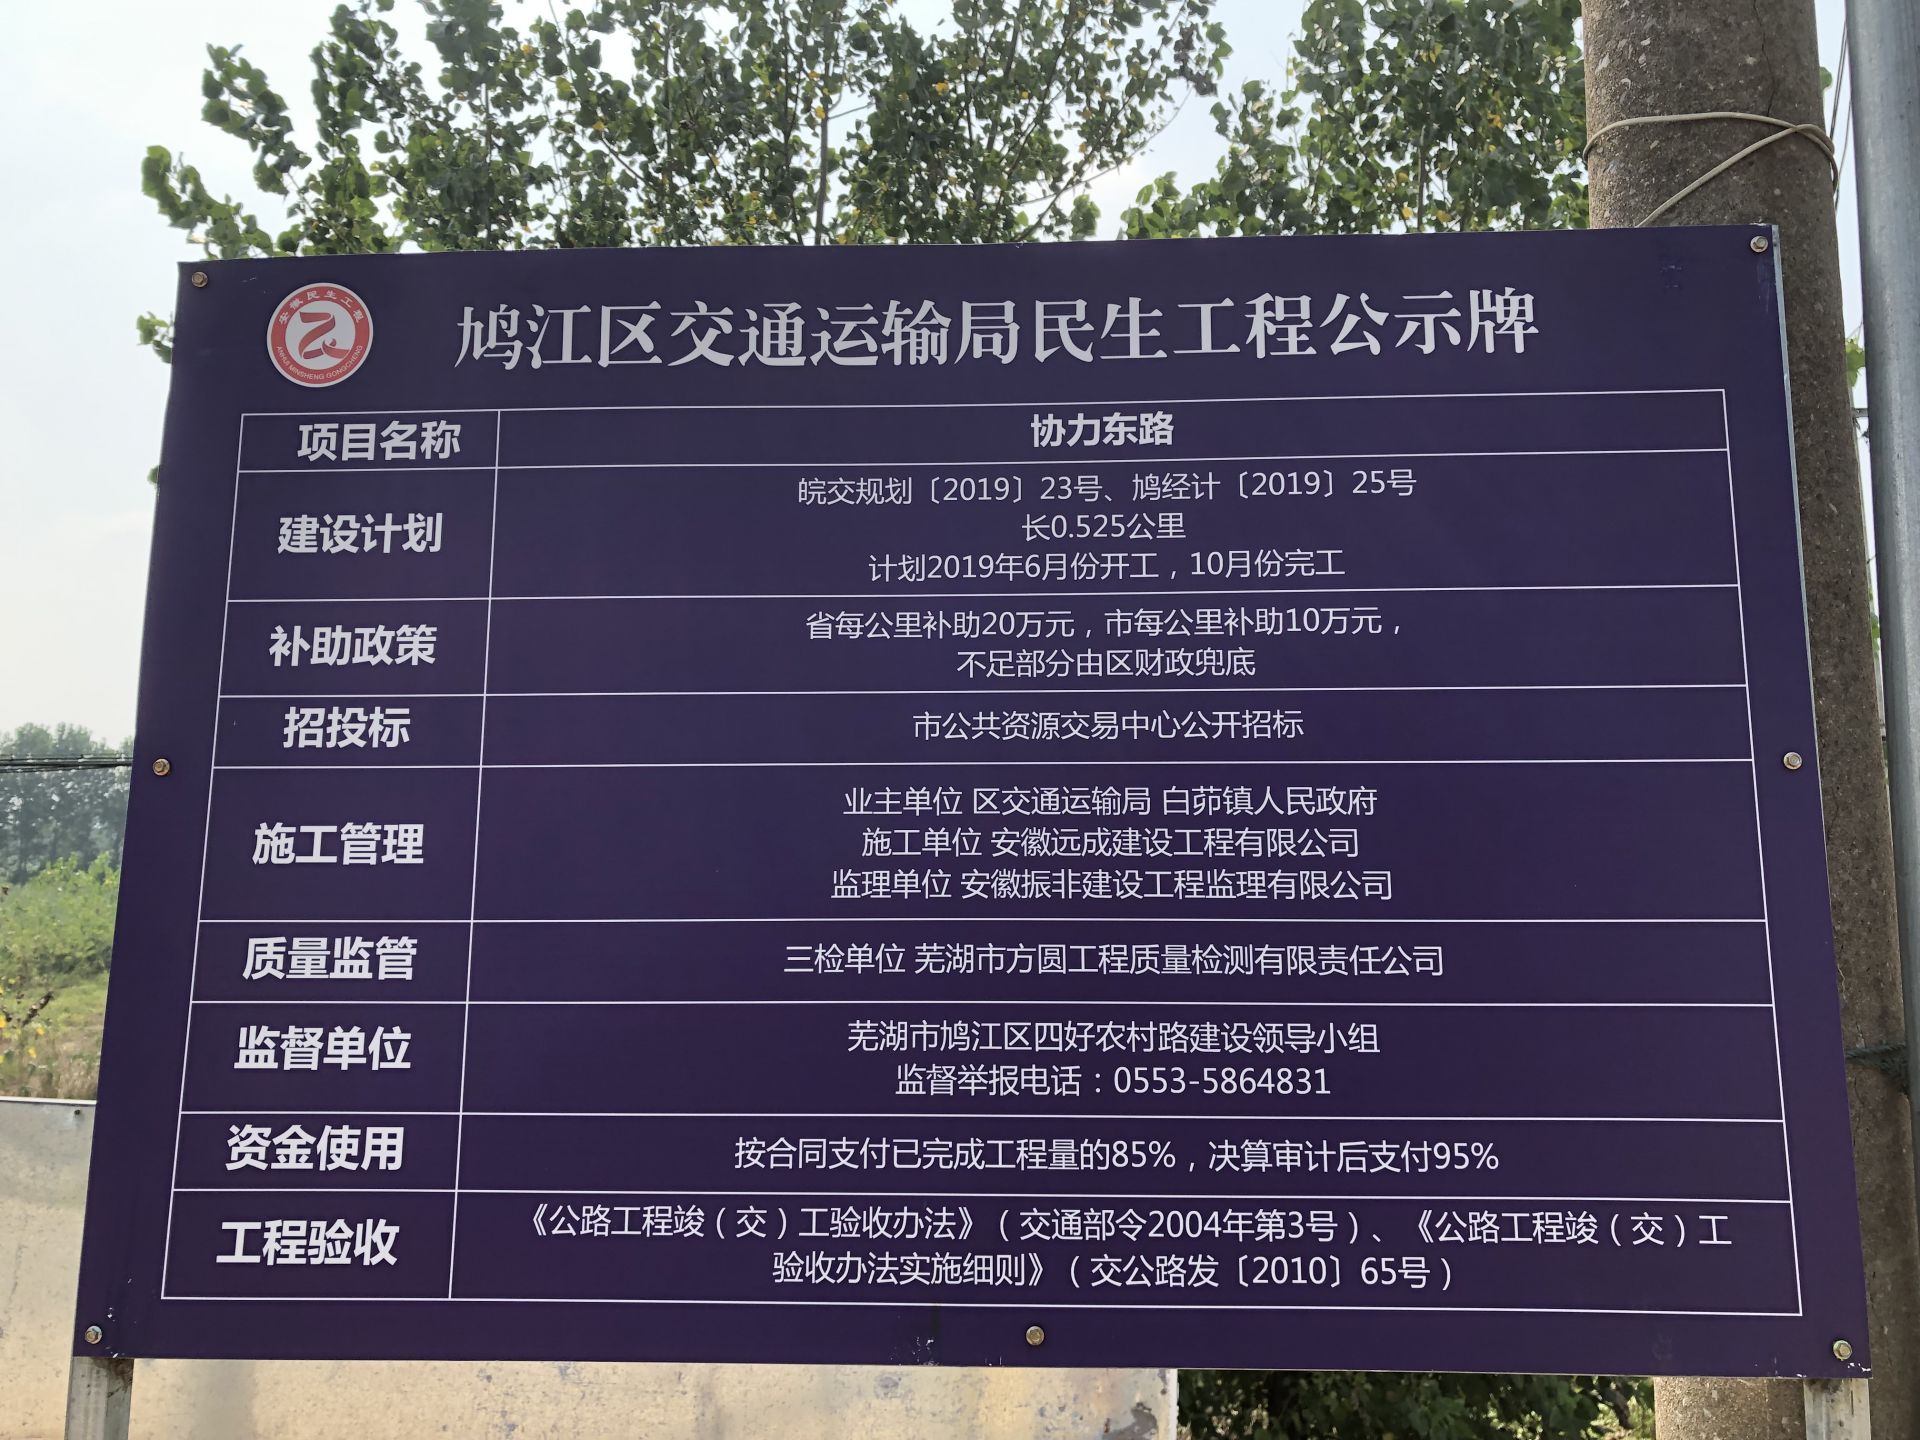 安徽民生工程
ANHUI MINSHENG GONGCHENG
鸠江区交通运输局民生工程公示牌
项目名称
协力东路
建设计划
皖交规划〔2019〕23号、鸠经计〔2019〕25号
长0.525公里
计划2019年6月份开工，10月份完工
补助政策
省每公里补助20万元，市每公里补助10万元，
不足部分由区财政兜底
招投标
市公共资源交易中心公开招标
施工管理
业主单位 区交通运输局 白茆镇人民政府
施工单位 安徽远成建设工程有限公司
监理单位 安徽振非建设工程监理有限公司
质量监管
三检单位 芜湖市方圆工程质量检测有限责任公司
监督单位
芜湖市鸠江区四好农村路建设领导小组
监督举报电话：0553-5864831
资金使用
按合同支付已完成工程量的85%，决算审计后支付95%
工程验收
《公路工程竣（交）工验收办法》（交通部令2004年第3号）、《公路工程竣（交）工
验收办法实施细则》（交公路发〔2010〕65号）